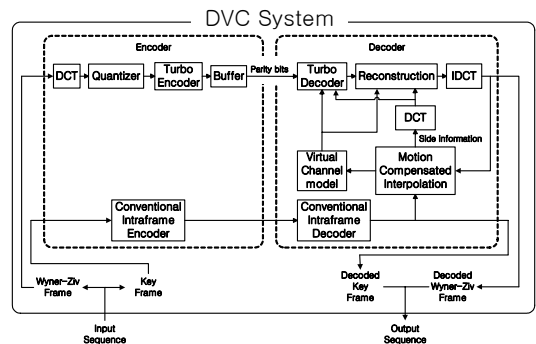 DVC System
Encoder
Decoder
DCT
Quantizer
Turbo
Encoder
Buffer
Parity bits
Turbo
Decoder
Reconstruction
IDCT
DCT
Side information
Virtual
Channel
model
Motion
Compensated
Interpolation
Conventional
Intraframe
Encoder
Conventional
Intraframe
Decoder
Wyner-Ziv
Frame
Key
Frame
Decoded
Key
Frame
Decoded
Wyner-Ziv
Frame
Input
Sequence
Output
Sequence